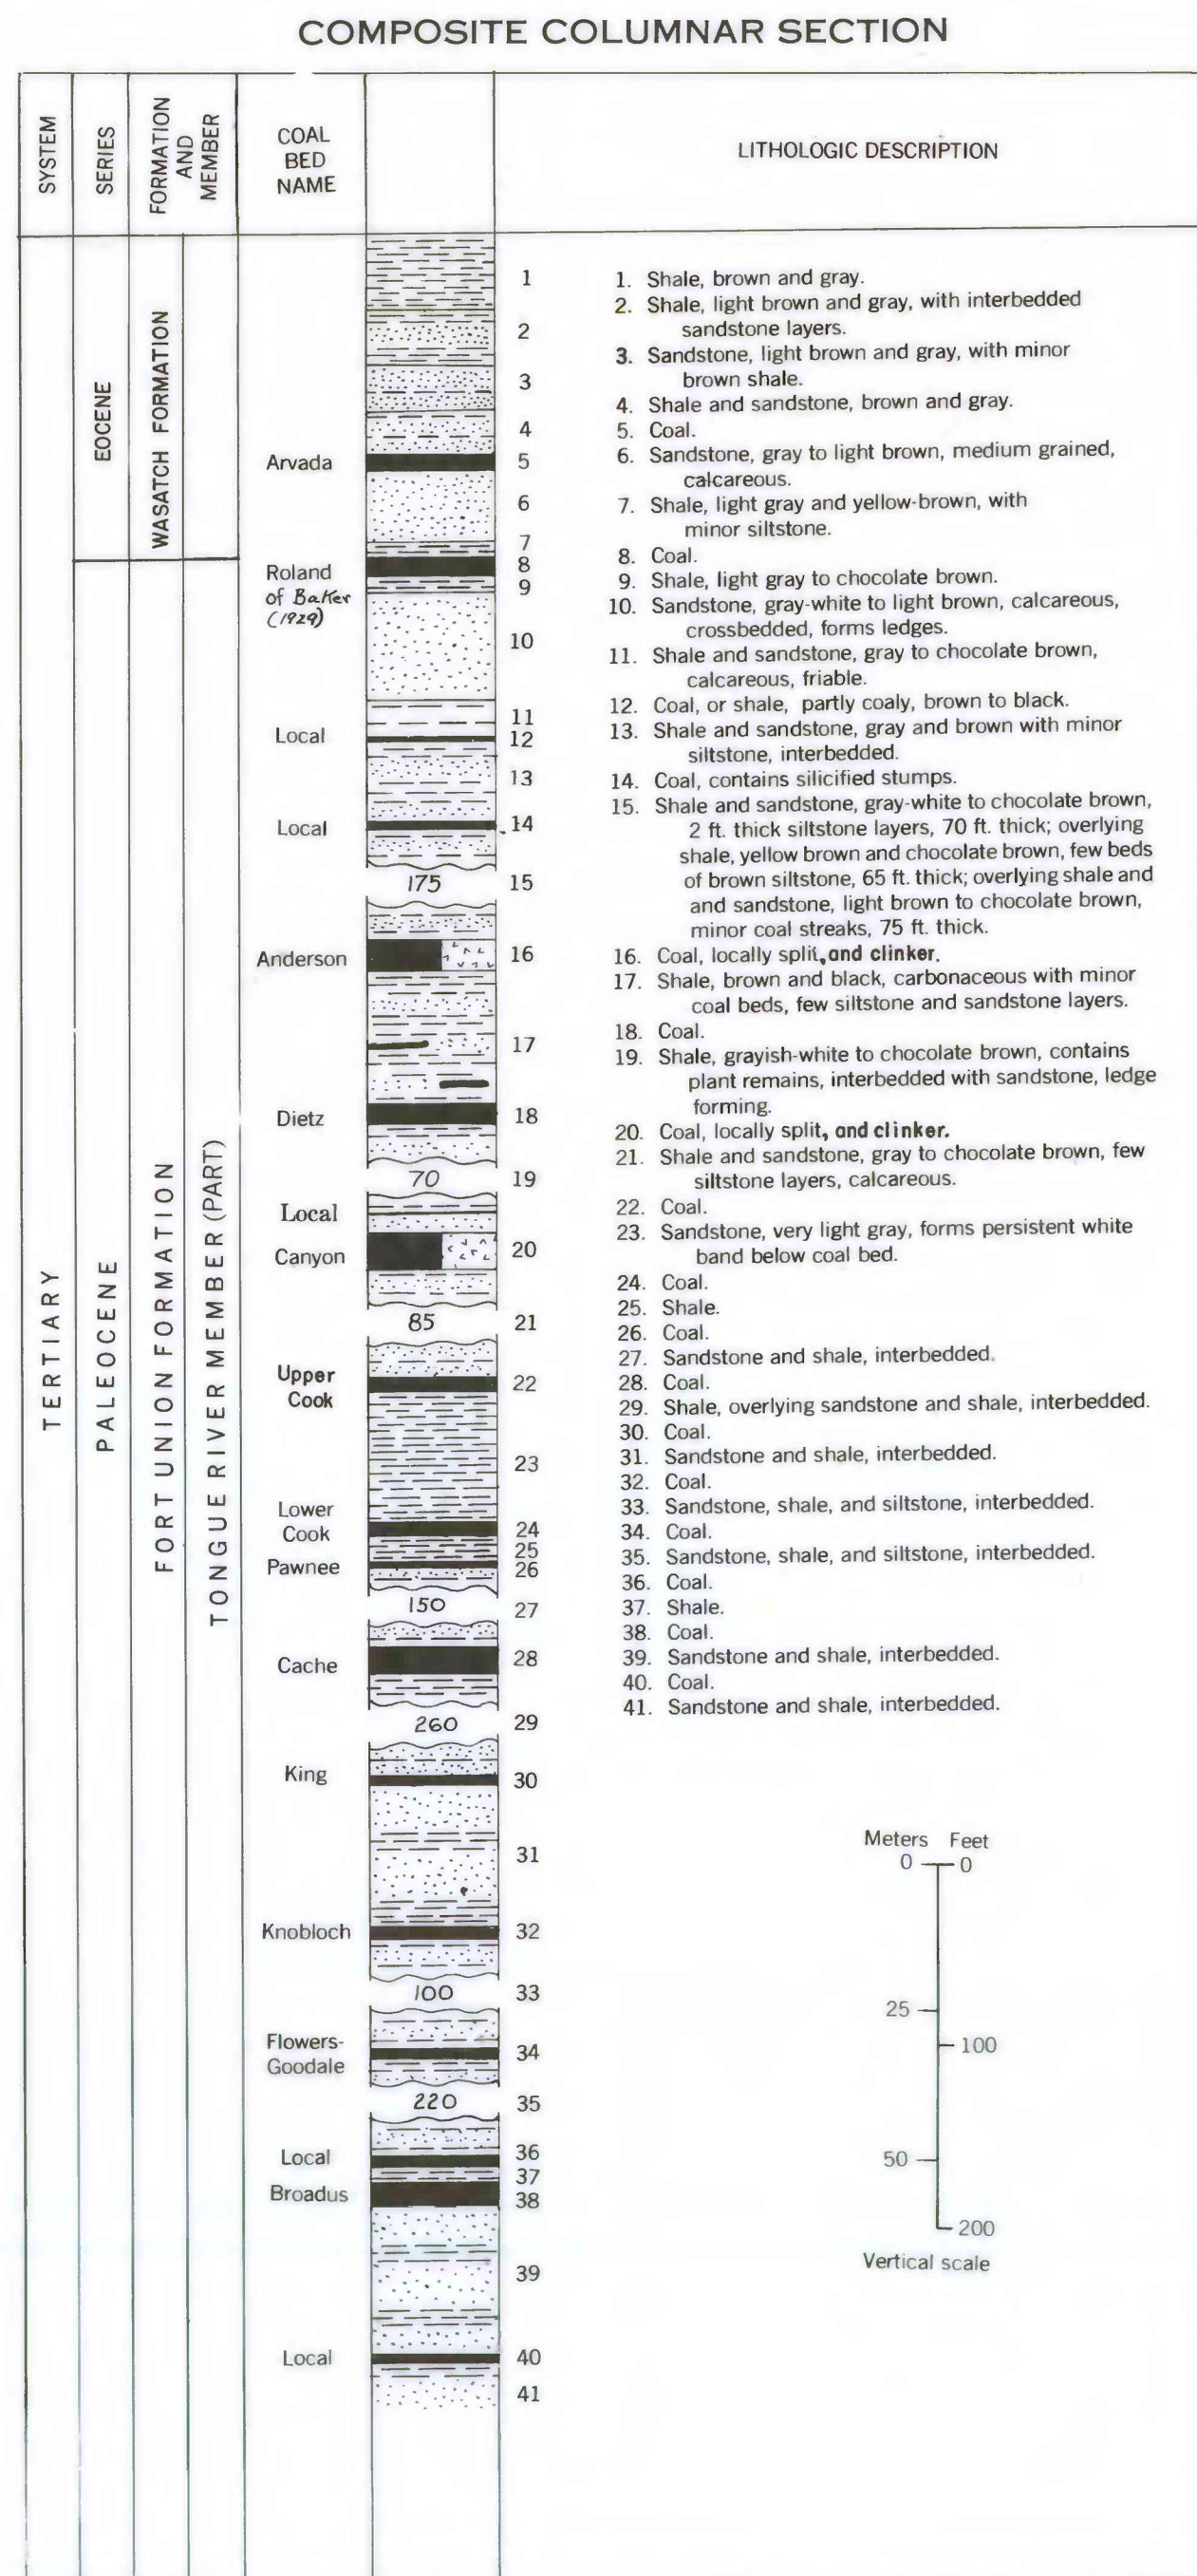 COMPOSITE COLUMNAR SECTION
SYSTEM
SERIES
FORMATION
AND
MEMBER
COAL
BED
NAME
LITHOLOGIC DESCRIPTION
TERTIARY
EOCENE
PALEOCENE
WASATCH FORMATION
FORT UNION FORMATION
TONGUE RIVER MEMBER (PART)
Arvada
Roland
of Baker
(1929)
Local
Local
Anderson
Dietz
Local
Canyon
Upper
Cook
Lower
Cook
Pawnee
Cache
King
Knobloch
Flowers-
Goodale
Local
Broadus
Local
175
70
85
150
260
100
220
1
2
3
4
5
6
7
8
9
10
11
12
13
14
15
16
17
18
19
20
21
22
23
24
25
26
27
28
29
30
31
32
33
34
35
36
37
38
39
40
41
1. Shale, brown and gray.
2. Shale, light brown and gray, with interbedded
sandstone layers.
3. Sandstone, light brown and gray, with minor
brown shale.
4. Shale and sandstone, brown and gray.
5. Coal.
6. Sandstone, gray to light brown, medium grained,
calcareous.
7. Shale, light gray and yellow-brown, with
minor siltstone.
8. Coal.
9. Shale, light gray to chocolate brown.
10. Sandstone, gray-white to light brown, calcareous,
crossbedded, forms ledges.
11. Shale and sandstone, gray to chocolate brown,
calcareous, friable.
12. Coal, or shale, partly coaly, brown to black.
13. Shale and sandstone, gray and brown with minor
siltstone, interbedded.
14. Coal, contains silicified stumps.
15. Shale and sandstone, gray-white to chocolate brown,
2 ft. thick siltstone layers, 70 ft. thick; overlying
shale, yellow brown and chocolate brown, few beds
of brown siltstone, 65 ft. thick; overlying shale and
and sandstone, light brown to chocolate brown,
minor coal streaks, 75 ft. thick.
16. Coal, locally split, and clinker.
17. Shale, brown and black, carbonaceous with minor
coal beds, few siltstone and sandstone layers.
18. Coal.
19. Shale, grayish-white to chocolate brown, contains
plant remains, interbedded with sandstone, ledge
forming.
20. Coal, locally split, and clinker.
21. Shale and sandstone, gray to chocolate brown, few
siltstone layers, calcareous.
22. Coal.
23. Sandstone, very light gray, forms persistent white
band below coal bed.
24. Coal.
25. Shale.
26. Coal.
27. Sandstone and shale, interbedded.
28. Coal.
29. Shale, overlying sandstone and shale, interbedded.
30. Coal.
31. Sandstone and shale, interbedded.
32. Coal.
33. Sandstone, shale, and siltstone, interbedded.
34. Coal.
35. Sandstone, shale, and siltstone, interbedded.
36. Coal.
37. Shale.
38. Coal.
39. Sandstone and shale, interbedded.
40. Coal.
41. Sandstone and shale, interbedded.
Meters Feet
0 0
25
100
50
200
Vertical scale